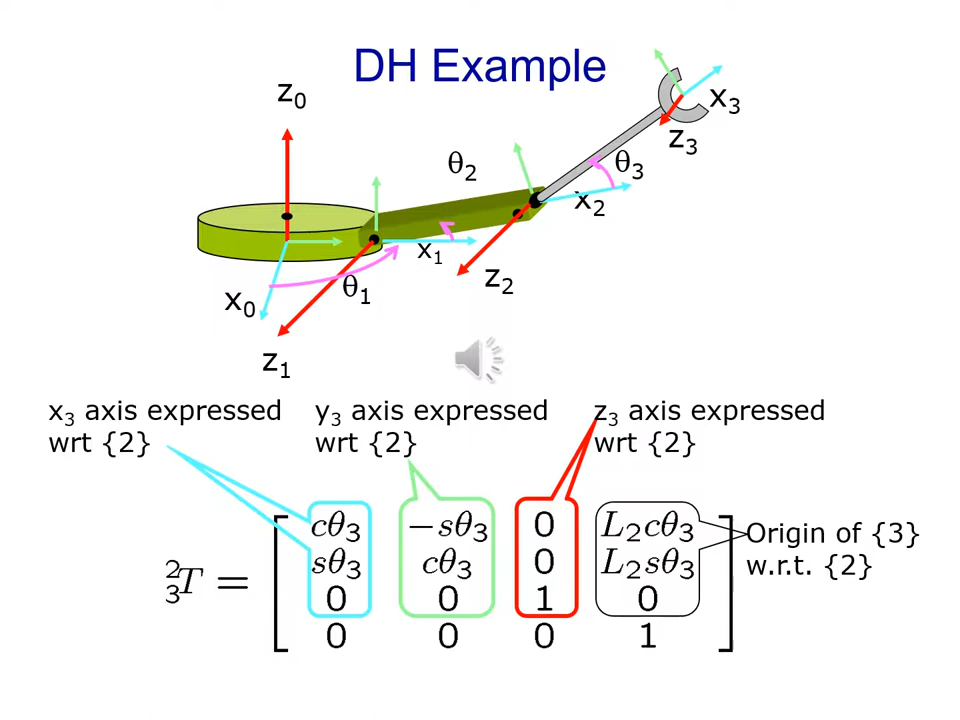 DH Example
z₀
x₃
z₃
θ₂
θ₃
x₂
x₁
z₂
θ₁
x₀
z₁
x₃ axis expressed
wrt {2}
y₃ axis expressed
wrt {2}
z₃ axis expressed
wrt {2}
²₃T = [ cθ₃ −sθ₃ 0 L₂cθ₃
sθ₃ cθ₃ 0 L₂sθ₃
0 0 1 0
0 0 0 1 ]
Origin of {3}
w.r.t. {2}